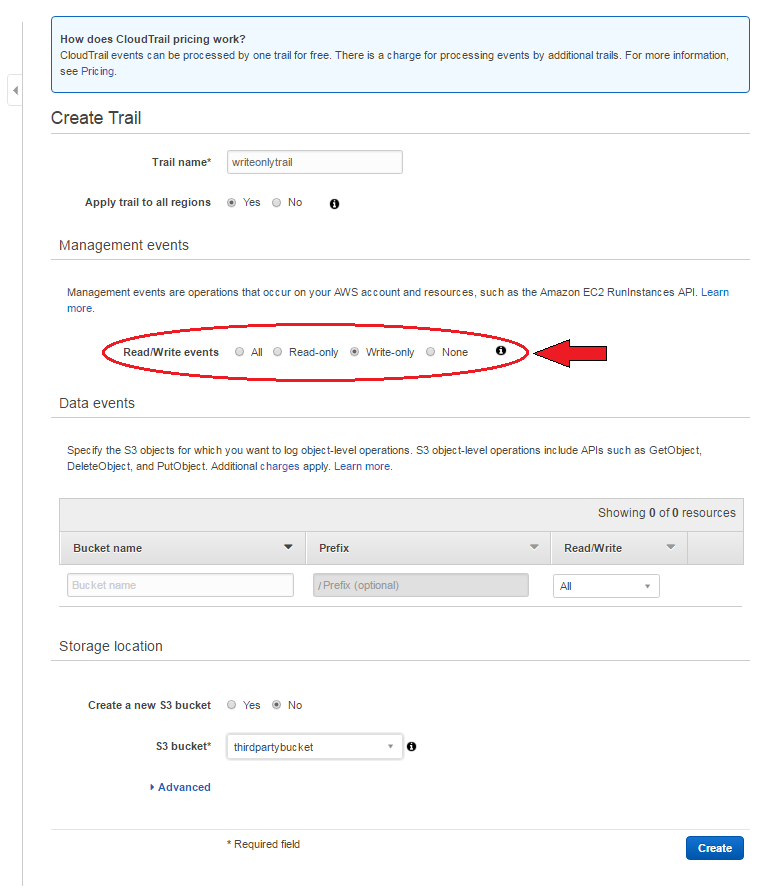 How does CloudTrail pricing work?
CloudTrail events can be processed by one trail for free. There is a charge for processing events by additional trails. For more information,
see Pricing.
Create Trail
Trail name* writeonlytrail
Apply trail to all regions Yes No
Management events
Management events are operations that occur on your AWS account and resources, such as the Amazon EC2 RunInstances API. Learn
more.
Read/Write events All Read-only Write-only None
Data events
Specify the S3 objects for which you want to log object-level operations. S3 object-level operations include APIs such as GetObject,
DeleteObject, and PutObject. Additional charges apply. Learn more.
Showing 0 of 0 resources
Bucket name Prefix Read/Write
Bucket name / Prefix (optional) All
Storage location
Create a new S3 bucket Yes No
S3 bucket* thirdpartybucket
Advanced
* Required field Create